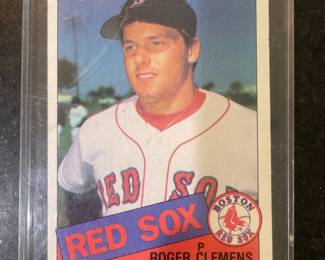 RED SOX
RED SOX
BOSTON
RED SOX
P
ROGER CLEMENS